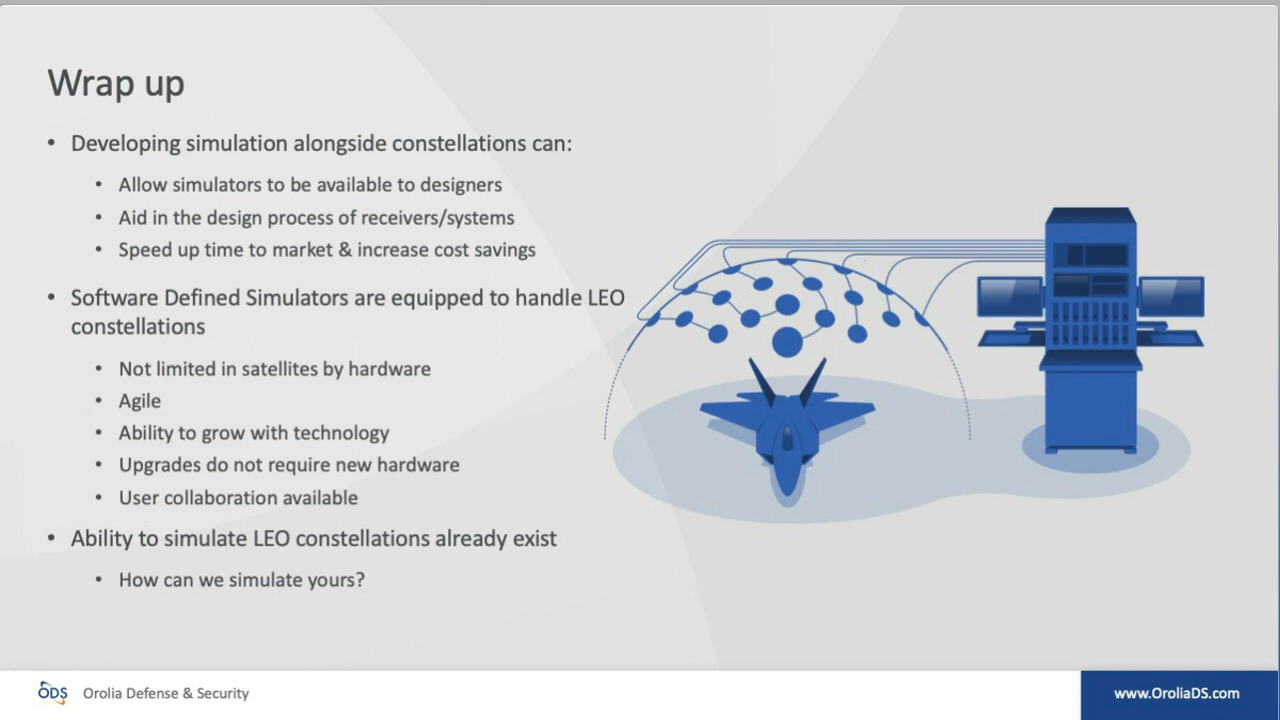 Wrap up
• Developing simulation alongside constellations can:
• Allow simulators to be available to designers
• Aid in the design process of receivers/systems
• Speed up time to market & increase cost savings
• Software Defined Simulators are equipped to handle LEO
constellations
• Not limited in satellites by hardware
• Agile
• Ability to grow with technology
• Upgrades do not require new hardware
• User collaboration available
• Ability to simulate LEO constellations already exist
• How can we simulate yours?
ODS Orolia Defense & Security
www.OroliaDS.com